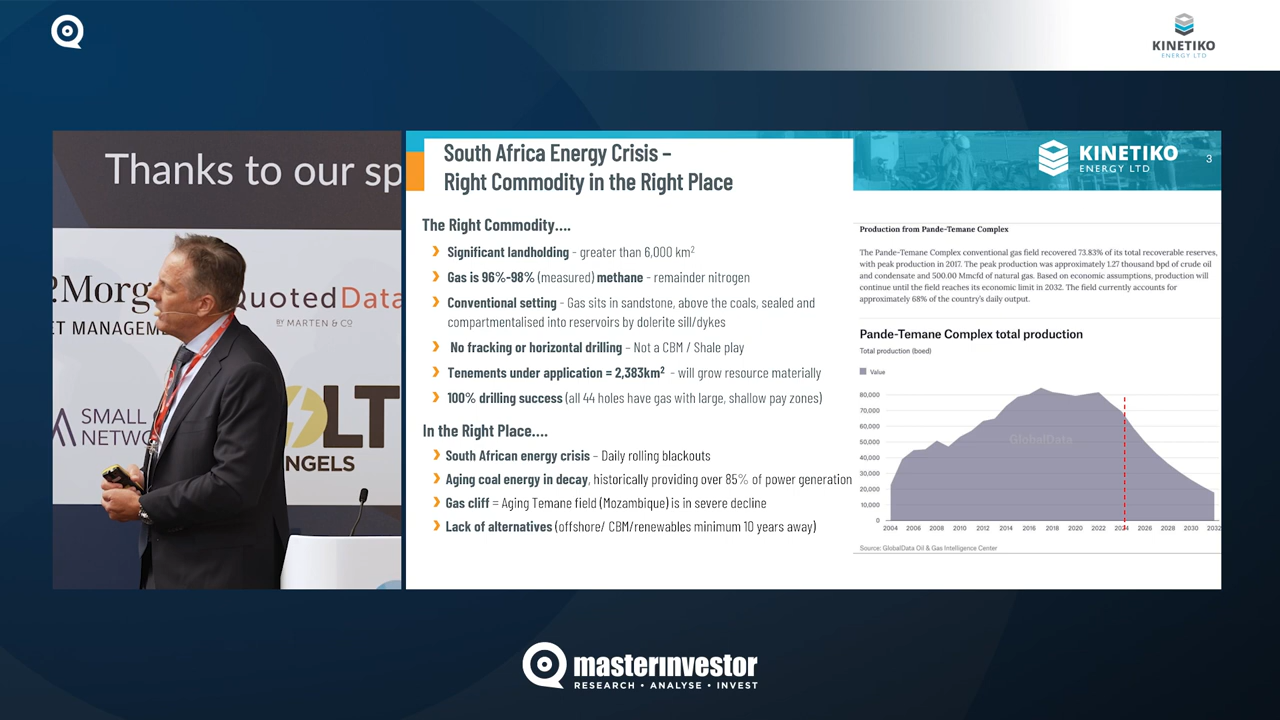 KINETIKO
ENERGY LTD
Thanks to our sp
P.Morg
ET MANAGEM
QuotedData
BY MARTEN & CO
SMALL
NETWO
OLT
NGELS
South Africa Energy Crisis –
Right Commodity in the Right Place
KINETIKO
ENERGY LTD
3
The Right Commodity....
Significant landholding – greater than 6,000 km²
Gas is 96%-98% (measured) methane – remainder nitrogen
Conventional setting – Gas sits in sandstone, above the coals, sealed and
compartmentalised into reservoirs by dolerite sill/dykes
No fracking or horizontal drilling – Not a CBM / Shale play
Tenements under application = 2,383km² – will grow resource materially
100% drilling success (all 44 holes have gas with large, shallow pay zones)
In the Right Place....
South African energy crisis – Daily rolling blackouts
Aging coal energy in decay, historically providing over 85% of power generation
Gas cliff = Aging Temane field (Mozambique) is in severe decline
Lack of alternatives (offshore/ CBM/renewables minimum 10 years away)
Production from Pande-Temane Complex
The Pande-Temane Complex conventional gas field recovered 73.83% of its total recoverable reserves,
with peak production in 2017. The peak production was approximately 1.27 thousand bpd of crude oil
and condensate and 500.00 Mmcfd of natural gas. Based on economic assumptions, production will
continue until the field reaches its economic limit in 2032. The field currently accounts for
approximately 68% of the country's daily output.
Pande-Temane Complex total production
Total production (boed)
Value
80,000
70,000
60,000
50,000
40,000
30,000
20,000
10,000
0
GlobalData
2004 2006 2008 2010 2012 2014 2016 2018 2020 2022 2024 2026 2028 2030 2032
Source: GlobalData Oil & Gas Intelligence Center
masterinvestor
RESEARCH • ANALYSE • INVEST